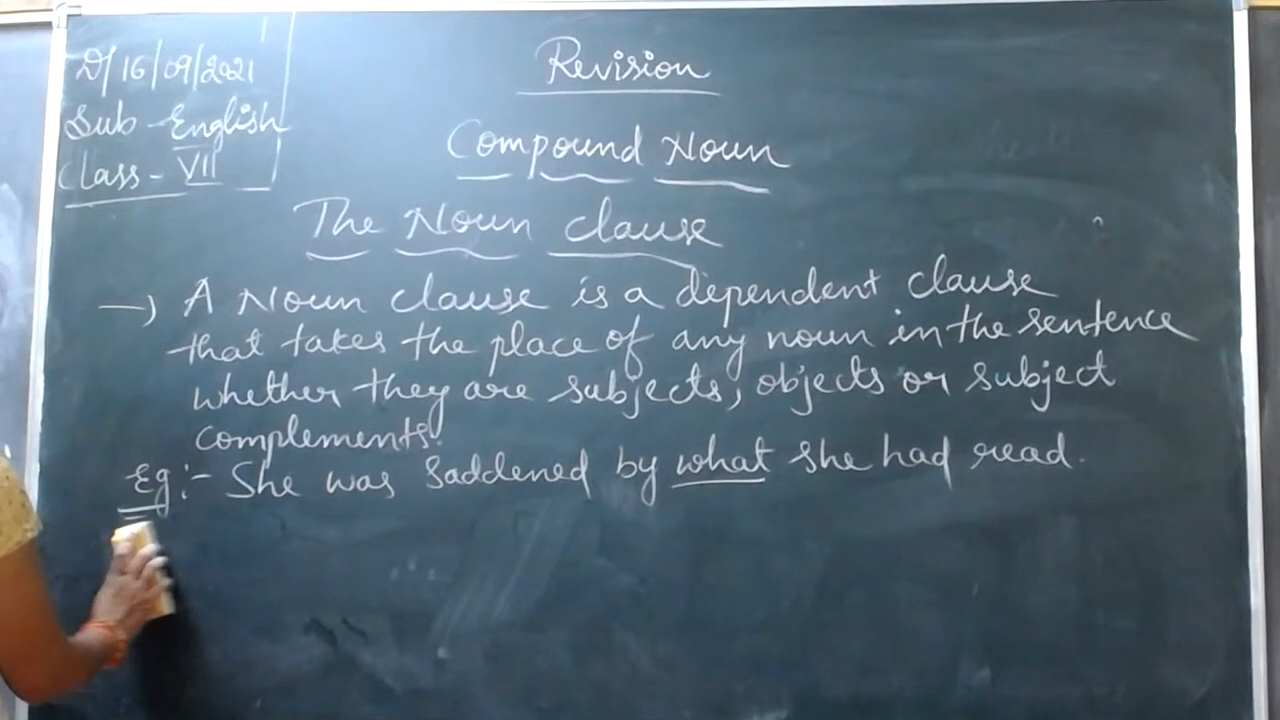 D/16/09/2021
Sub - English
Class - VII
Revision
Compound Noun
The Noun clause
→ A Noun clause is a dependent clause
that takes the place of any noun in the sentence
whether they are subjects, objects or subject
complements.
Eg:- She was saddened by what she had read.